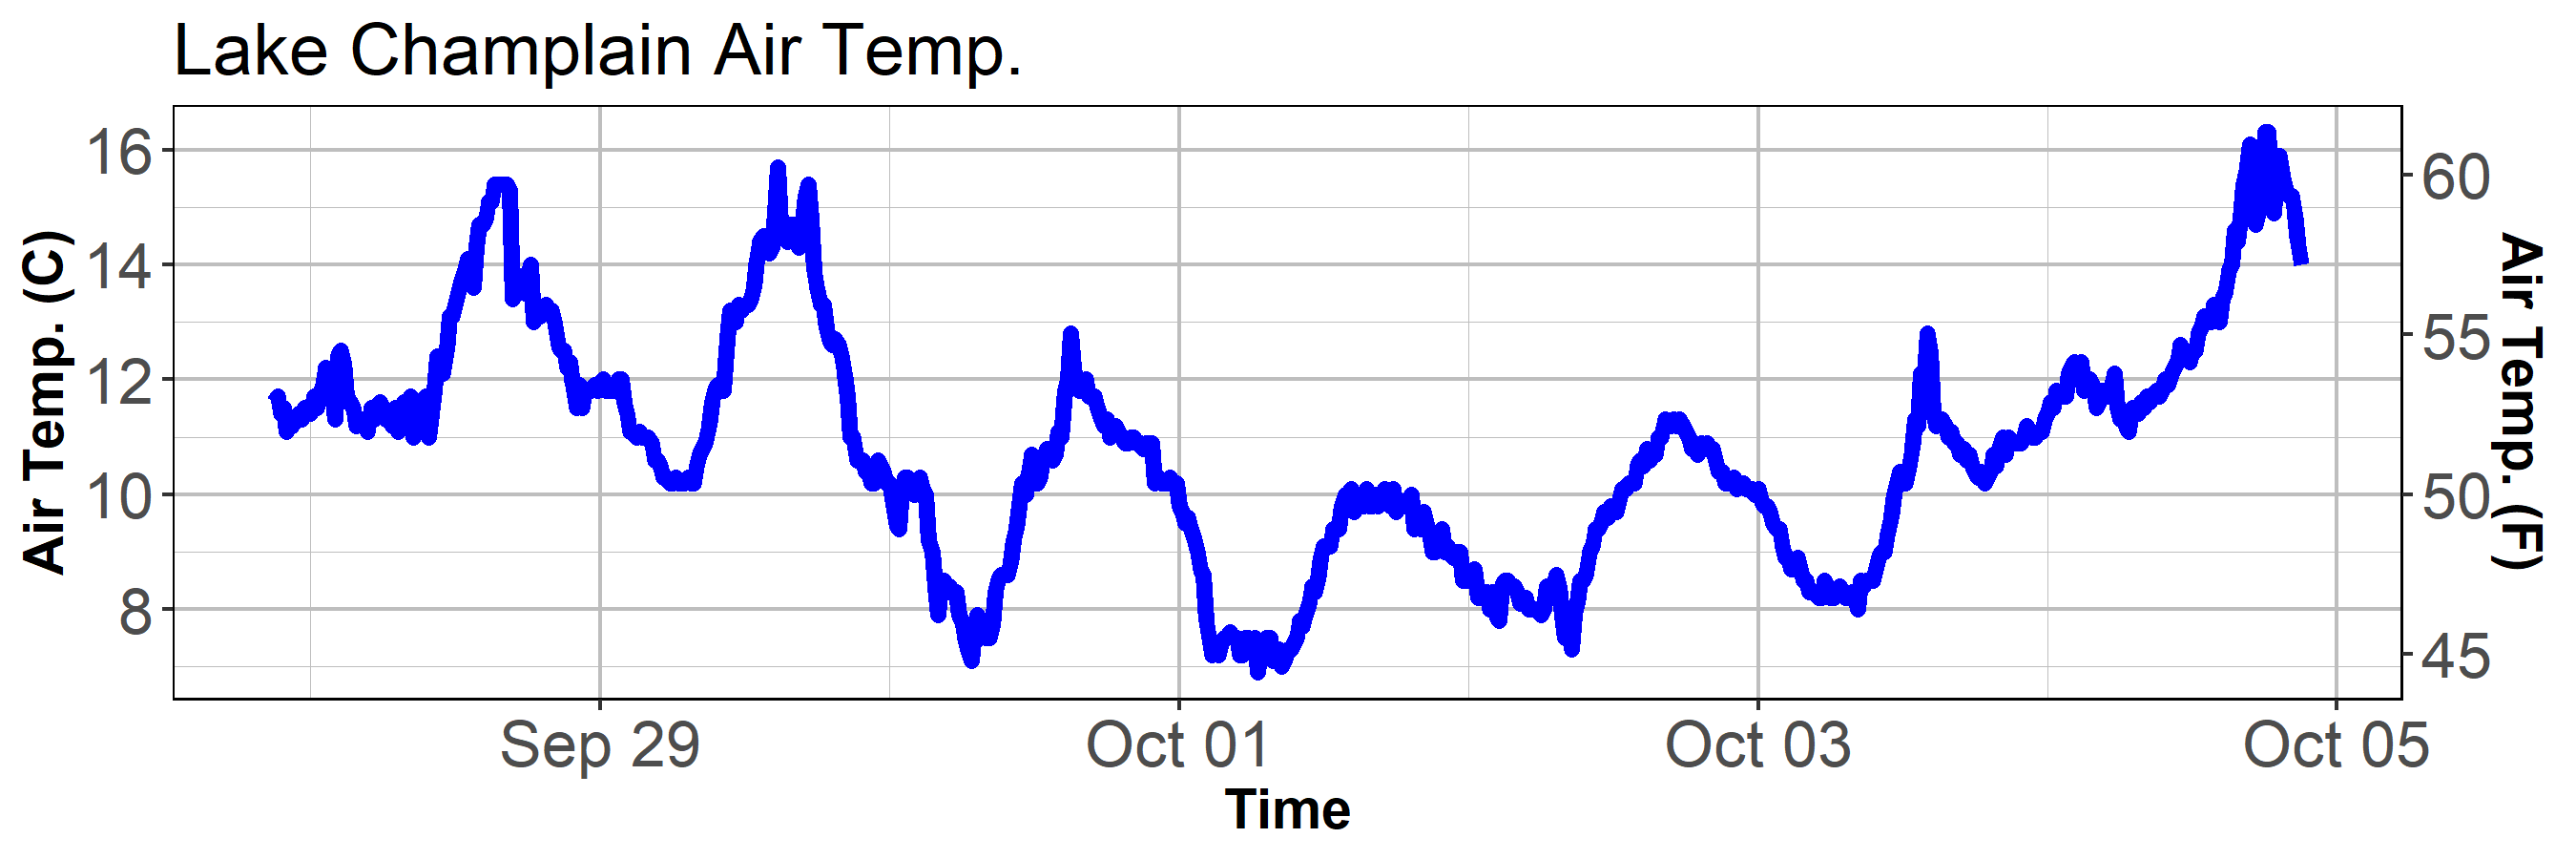 Lake Champlain Air Temp.
16
14
12
10
8
Air Temp. (C)
60
55
50
45
Air Temp. (F)
Sep 29 Oct 01 Oct 03 Oct 05
Time